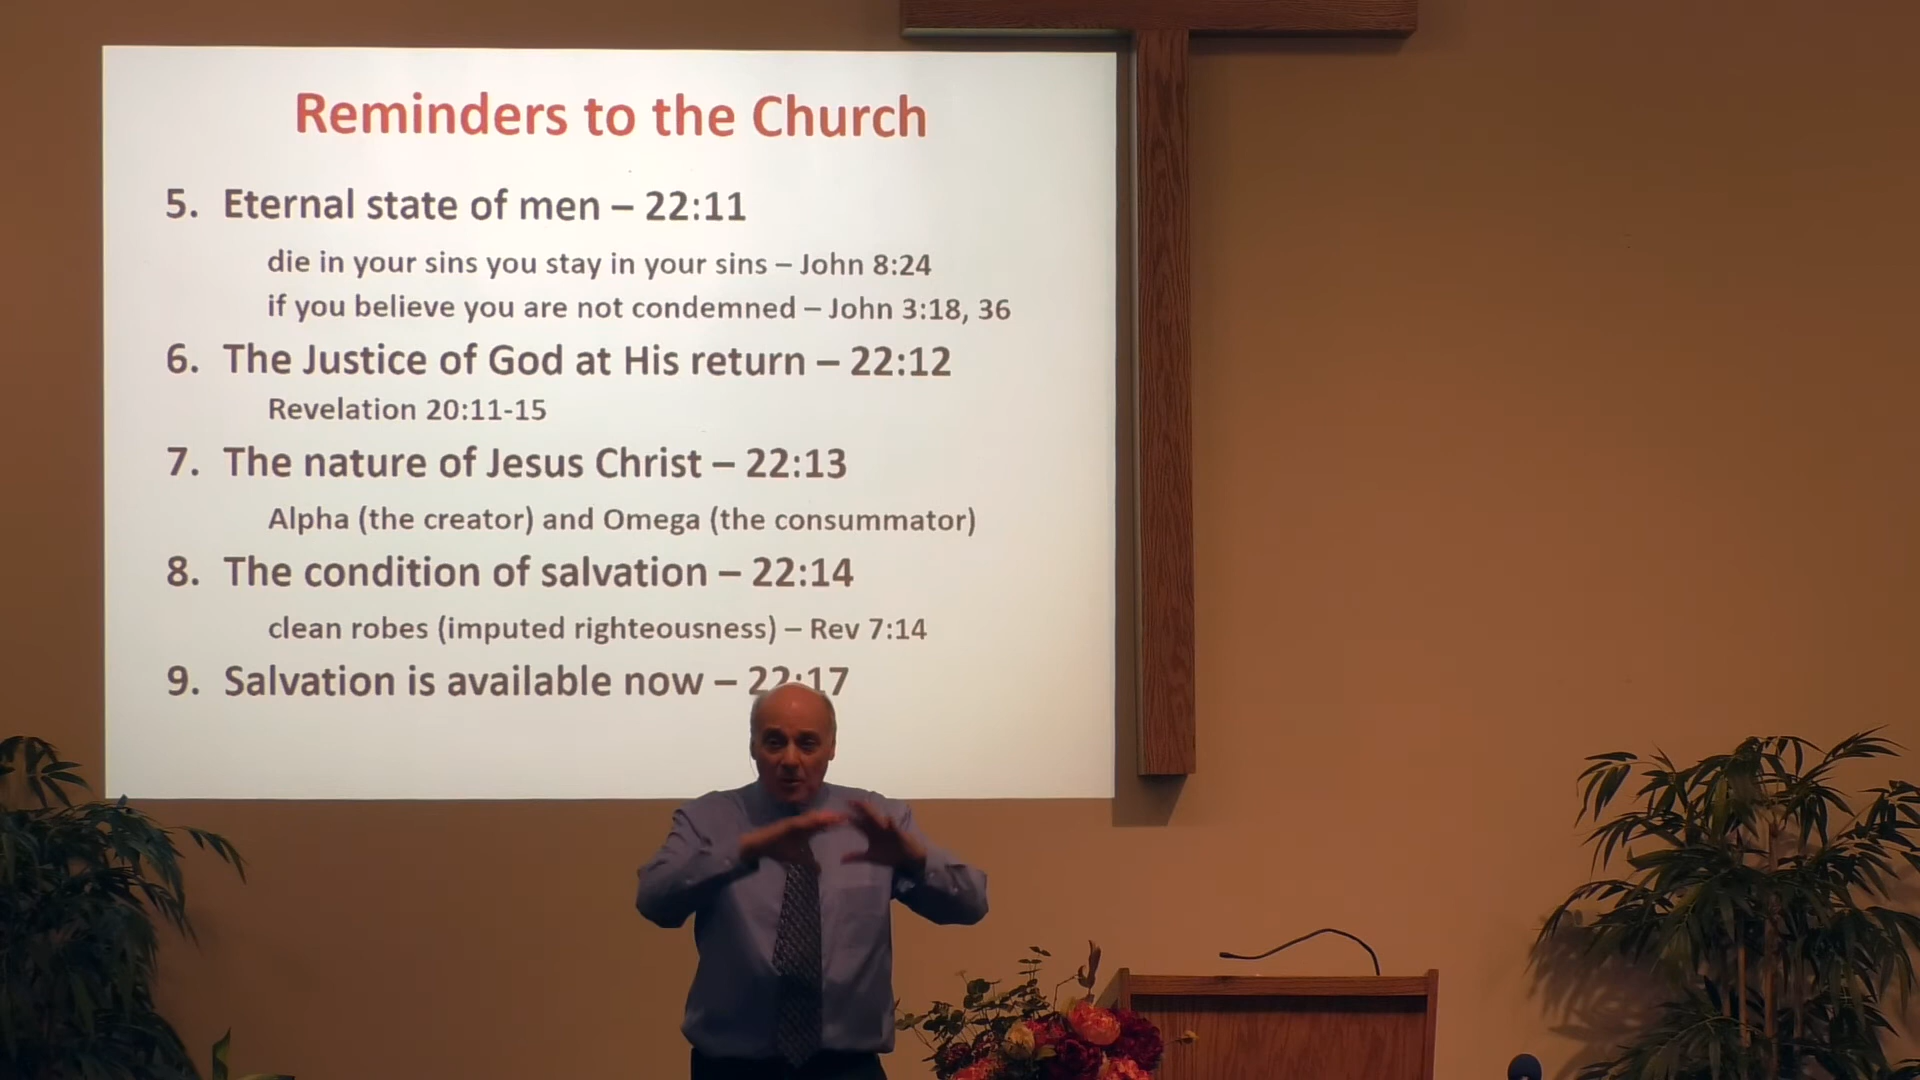 Reminders to the Church
5. Eternal state of men – 22:11
die in your sins you stay in your sins – John 8:24
if you believe you are not condemned – John 3:18, 36
6. The Justice of God at His return – 22:12
Revelation 20:11-15
7. The nature of Jesus Christ – 22:13
Alpha (the creator) and Omega (the consummator)
8. The condition of salvation – 22:14
clean robes (imputed righteousness) – Rev 7:14
9. Salvation is available now – 22:17